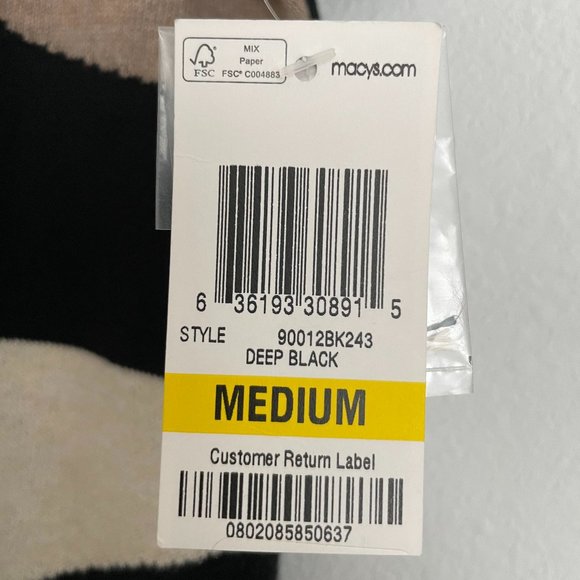 MIX
Paper
FSC
FSC® C004883
macys.com
6 36193 30891 5
STYLE 90012BK243
DEEP BLACK
MEDIUM
Customer Return Label
0802085850637